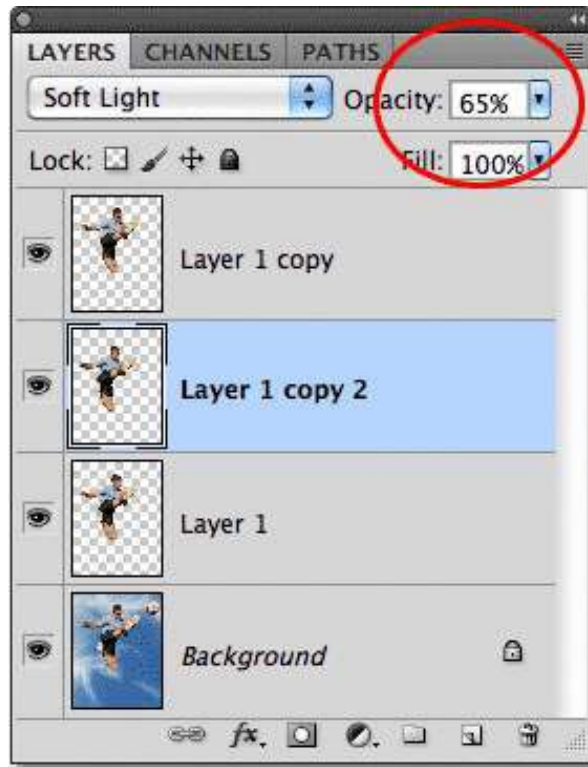 LAYERS CHANNELS PATHS
Soft Light Opacity: 65%
Lock: Fill: 100%
Layer 1 copy
Layer 1 copy 2
Layer 1
Background
fx.